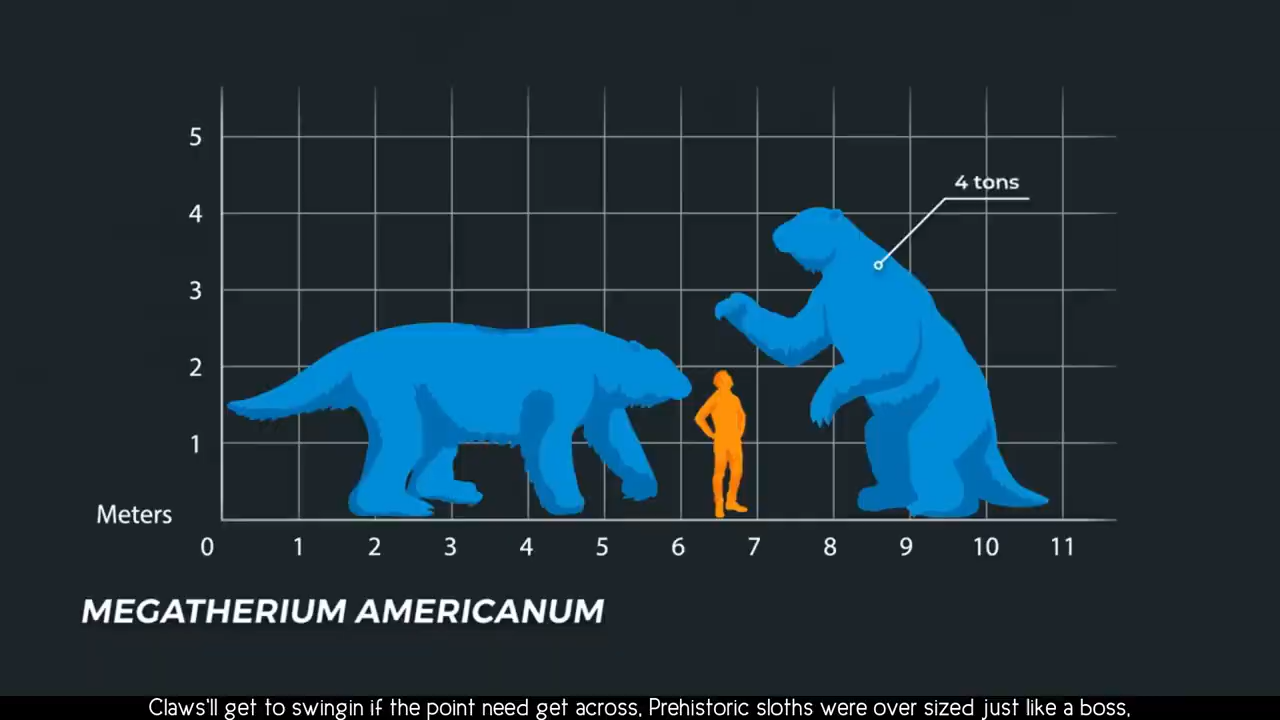 4 tons
5
4
3
2
1
Meters
0 1 2 3 4 5 6 7 8 9 10 11
MEGATHERIUM AMERICANUM
Claws'll get to swingin if the point need get across, Prehistoric sloths were over sized just like a boss,